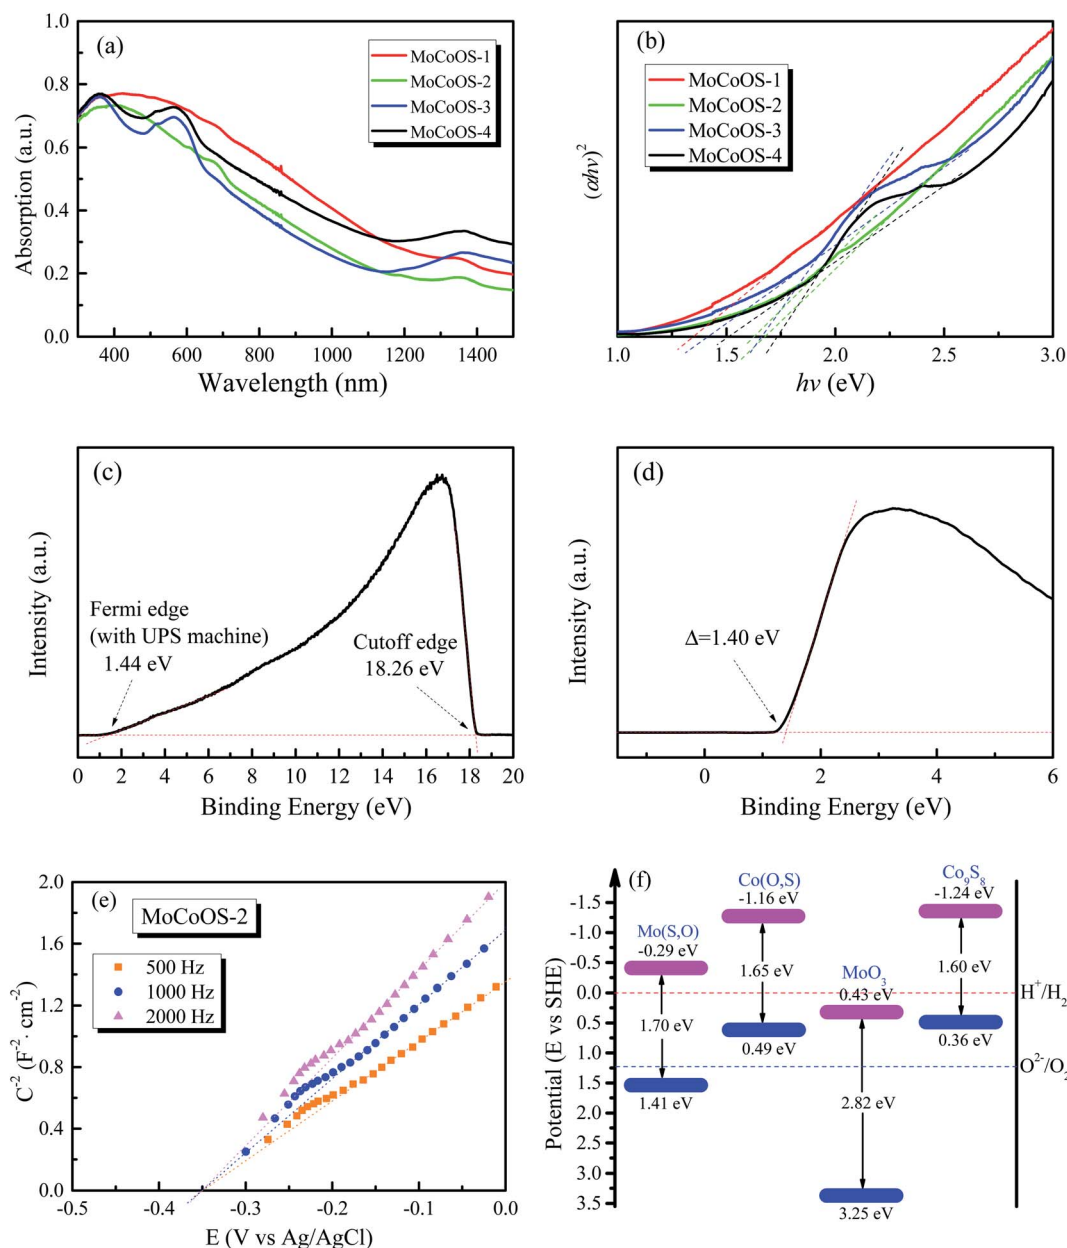 (a)
MoCoOS-1
MoCoOS-2
MoCoOS-3
MoCoOS-4
1.0
0.8
0.6
0.4
0.2
0.0
Absorption (a.u.)
400 600 800 1000 1200 1400
Wavelength (nm)
(b)
MoCoOS-1
MoCoOS-2
MoCoOS-3
MoCoOS-4
(αhν)²
1.0 1.5 2.0 2.5 3.0
hν (eV)
(c)
Fermi edge
(with UPS machine)
1.44 eV
Cutoff edge
18.26 eV
Intensity (a.u.)
0 2 4 6 8 10 12 14 16 18 20
Binding Energy (eV)
(d)
Δ=1.40 eV
Intensity (a.u.)
0 2 4 6
Binding Energy (eV)
(e)
MoCoOS-2
500 Hz
1000 Hz
2000 Hz
2.0
1.6
1.2
0.8
0.4
0.0
C⁻² (F⁻²· cm⁻²)
-0.5 -0.4 -0.3 -0.2 -0.1 0.0
E (V vs Ag/AgCl)
(f)
Potential (E vs SHE)
-1.5
-1.0
-0.5
0.0
0.5
1.0
1.5
2.0
2.5
3.0
3.5
Mo(S,O)
-0.29 eV
1.70 eV
1.41 eV
Co(O,S)
-1.16 eV
1.65 eV
0.49 eV
MoO₃
0.43 eV
2.82 eV
3.25 eV
Co₉S₈
-1.24 eV
1.60 eV
0.36 eV
H⁺/H₂
O²⁻/O₂